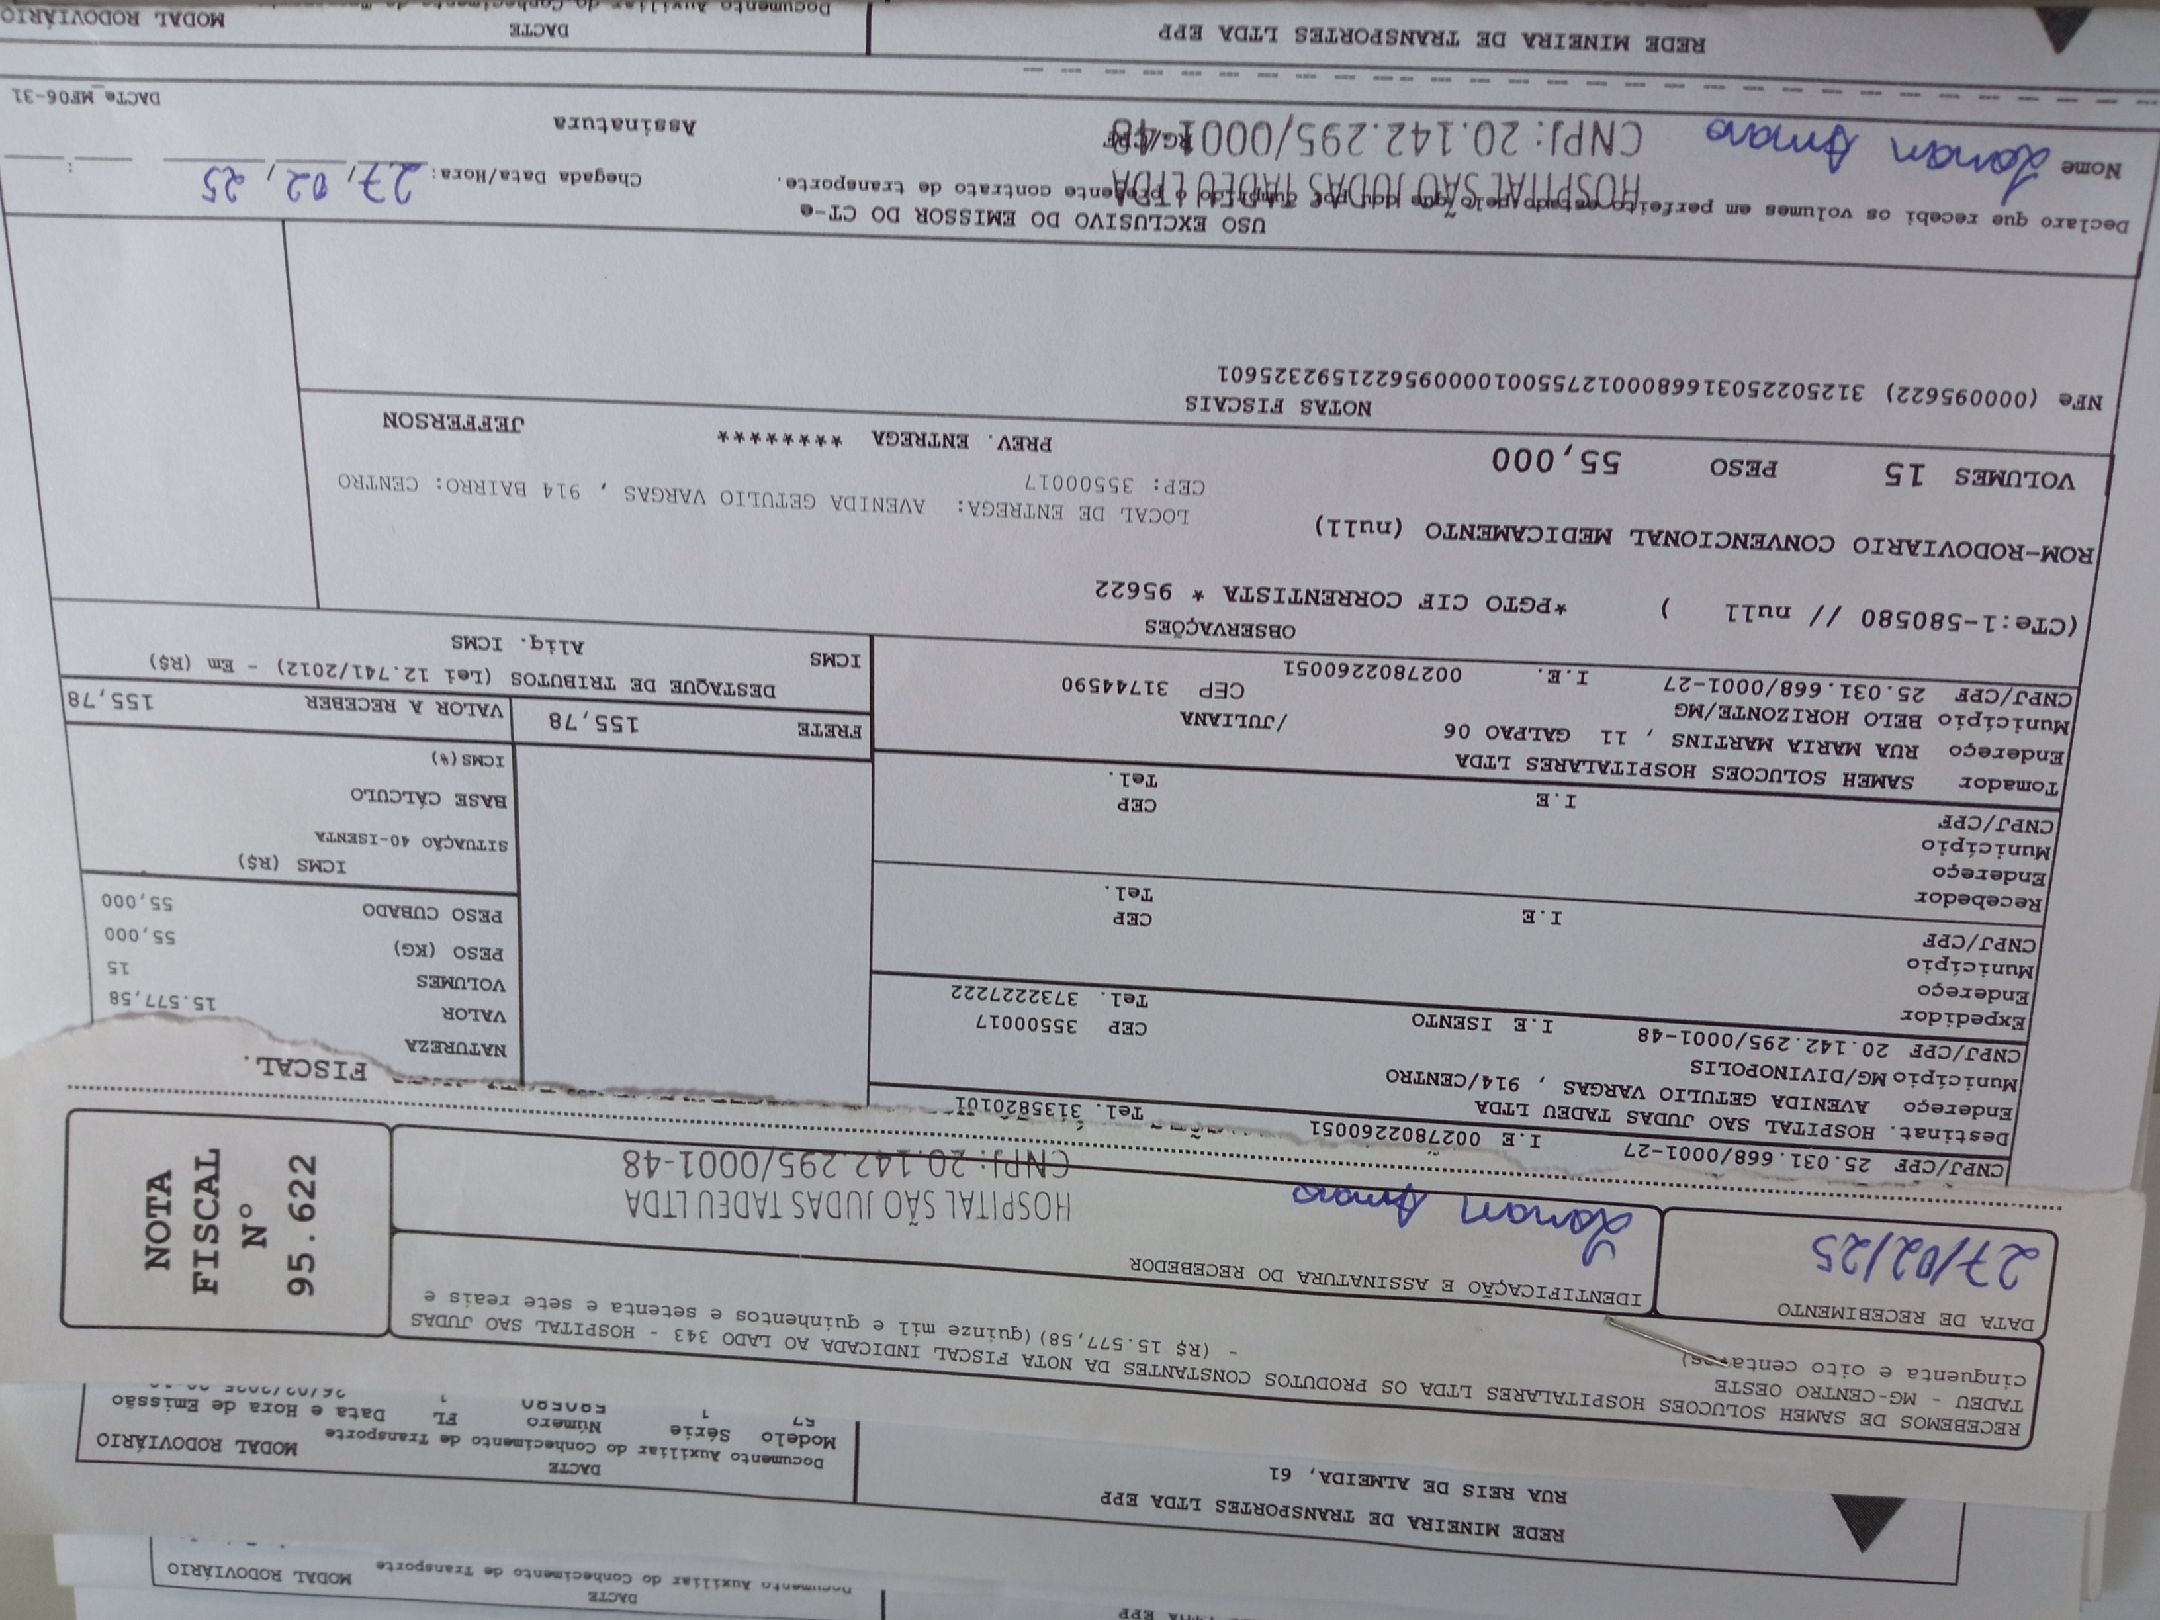 DACTE
Documento Auxiliar do Conhecimento de Transporte
MODAL RODOVIÁRIO
REDE MINEIRA DE TRANSPORTES LTDA EPP
RUA REIS DE ALMEIDA, 61
DACTE
Documento Auxiliar do Conhecimento de Transporte
MODAL RODOVIÁRIO
Modelo Série Número FL Data e Hora de Emissão
57 1 580580 1
RECEBEMOS DE SAMEH SOLUCOES HOSPITALARES LTDA OS PRODUTOS CONSTANTES DA NOTA FISCAL INDICADA AO LADO 343 - HOSPITAL SAO JUDAS
TADEU - MG-CENTRO OESTE - (R$ 15.577,58)(quinze mil e quinhentos e setenta e sete reais e
cinquenta e oito centavos)
DATA DE RECEBIMENTO
27/02/25
IDENTIFICAÇÃO E ASSINATURA DO RECEBEDOR
HOSPITAL SÃO JUDAS TADEU LTDA
CNPJ: 20.142.295/0001-48
NOTA
FISCAL
Nº
95.622
FISCAL.
CNPJ/CPF 25.031.668/0001-27 I.E 0027802260051 Tel. 3135820101
Destinat. HOSPITAL SAO JUDAS TADEU LTDA
Endereço AVENIDA GETULIO VARGAS , 914/CENTRO
Município MG/DIVINOPOLIS CEP 35500017
CNPJ/CPF 20.142.295/0001-48 I.E ISENTO Tel. 3732227222
Expedidor
Endereço
Município CEP
CNPJ/CPF I.E Tel.
Recebedor
Endereço
Município CEP
CNPJ/CPF I.E Tel.
Tomador SAMEH SOLUCOES HOSPITALARES LTDA
Endereço RUA MARIA MARTINS , 11 GALPAO 06 /JULIANA
Município BELO HORIZONTE/MG CEP 31744590
CNPJ/CPF 25.031.668/0001-27 I.E. 0027802260051
NATUREZA
VALOR 15.577,58
VOLUMES 15
PESO (KG) 55,000
PESO CUBADO 55,000
ICMS (R$)
SITUAÇÃO 40-ISENTA
BASE CÁLCULO
ICMS(%)
FRETE 155,78
VALOR A RECEBER 155,78
DESTAQUE DE TRIBUTOS (Lei 12.741/2012) - Em (R$)
ICMS Aliq. ICMS
OBSERVAÇÕES
(CTe:1-580580 // null ) *PGTO CIF CORRENTISTA * 95622
ROM-RODOVIARIO CONVENCIONAL MEDICAMENTO (null)
LOCAL DE ENTREGA: AVENIDA GETULIO VARGAS , 914 BAIRRO: CENTRO
CEP: 35500017
VOLUMES 15 PESO 55,000 PREV. ENTREGA ******** JEFFERSON
NOTAS FISCAIS
NFe (000095622) 31250225031668000127550010000956221592325601
USO EXCLUSIVO DO EMISSOR DO CT-e
Declaro que recebi os volumes em perfeito estado pelo que dou por cumprido o presente contrato de transporte.
HOSPITAL SÃO JUDAS TADEU LTDA
CNPJ: 20.142.295/0001-48
Nome
RG/CPF
Chegada Data/Hora: 27/02/25 :
Assinatura
DACTe_MF06-31
REDE MINEIRA DE TRANSPORTES LTDA EPP
DACTE
Documento Auxiliar do Conhecimento de Transporte
MODAL RODOVIÁRIO